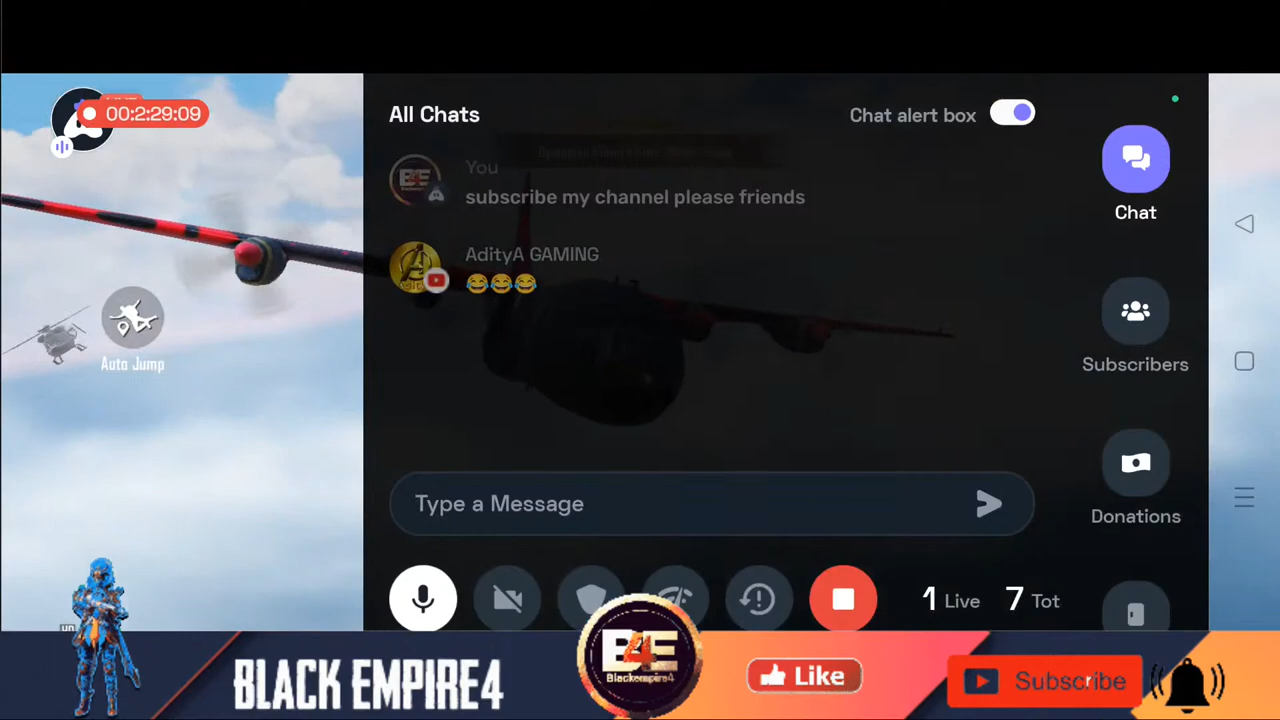 00:2:29:09
All Chats
Chat alert box
You
subscribe my channel please friends
AdityA GAMING
😂😂😂
Chat
Auto Jump
Subscribers
Donations
Type a Message
1 Live 7 Tot
BLACK EMPIRE4
B4E
Blackempire4
Like
Subscribe